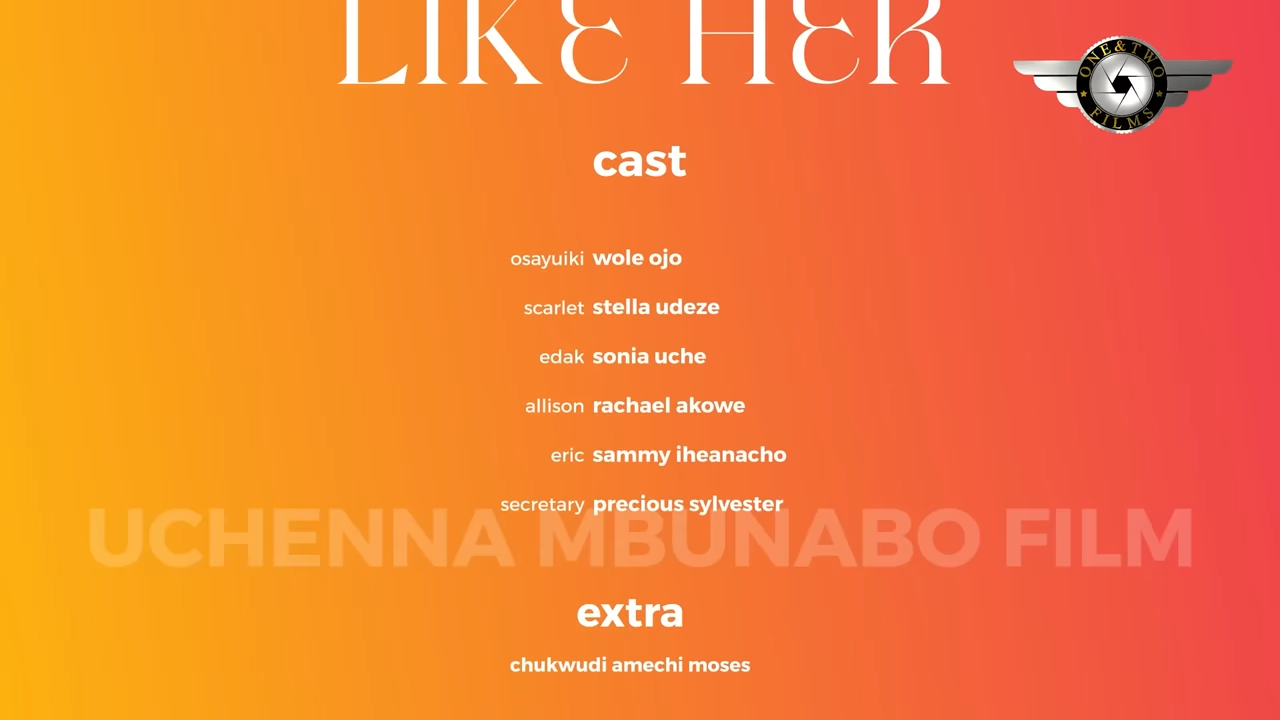 LIKE HER
ONE&TWO
FILMS
cast
osayuiki wole ojo
scarlet stella udeze
edak sonia uche
allison rachael akowe
eric sammy iheanacho
secretary precious sylvester
UCHENNA MBUNABO FILM
extra
chukwudi amechi moses